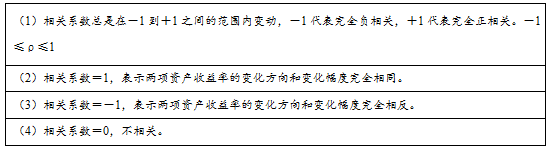 （1）相关系数总是在－1 到＋1 之间的范围内变动，－1 代表完全负相关，＋1 代表完全正相关。－1
≤ρ≤1
（2）相关系数＝1，表示两项资产收益率的变化方向和变化幅度完全相同。
（3）相关系数＝－1，表示两项资产收益率的变化方向和变化幅度完全相反。
（4）相关系数＝0，不相关。